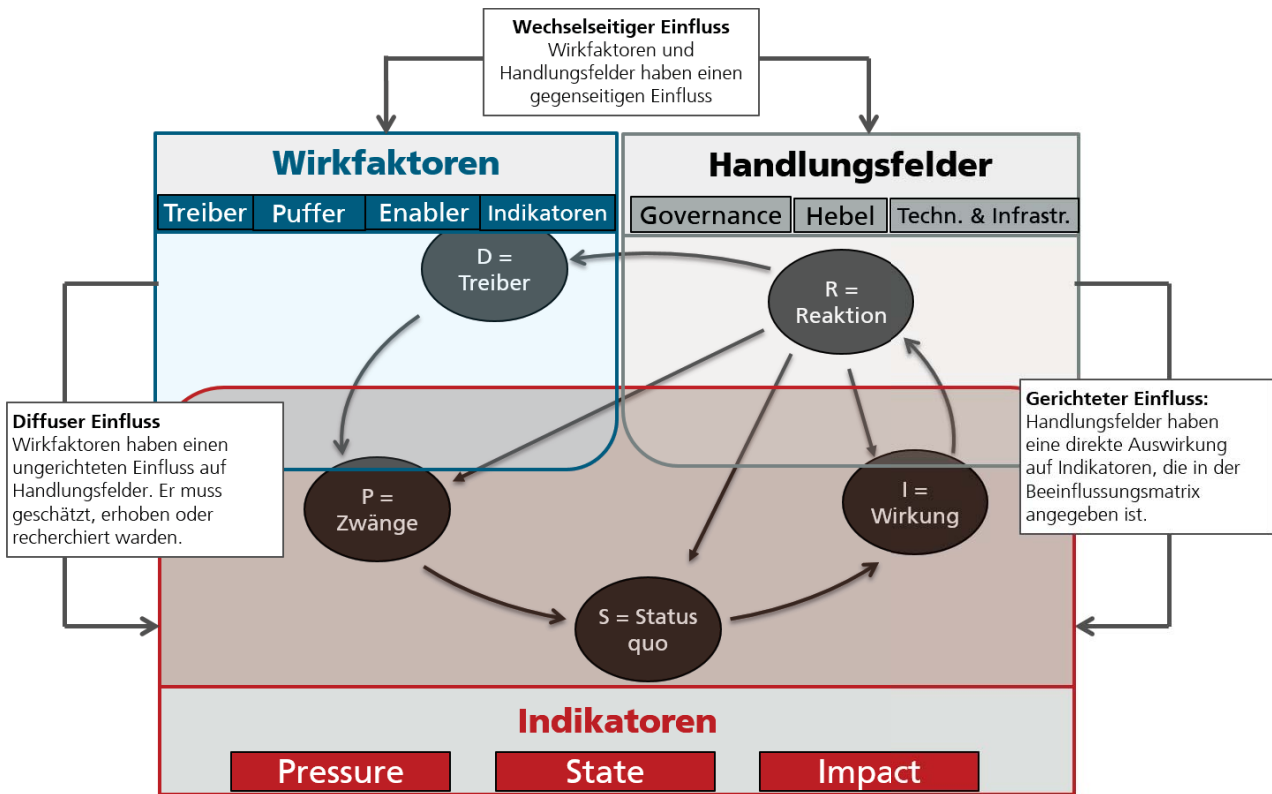 Wechselseitiger Einfluss
Wirkfaktoren und
Handlungsfelder haben einen
gegenseitigen Einfluss
Wirkfaktoren
Handlungsfelder
Treiber
Puffer
Enabler
Indikatoren
Governance
Hebel
Techn. & Infrastr.
D =
Treiber
R =
Reaktion
Diffuser Einfluss
Wirkfaktoren haben einen
ungerichteten Einfluss auf
Handlungsfelder. Er muss
geschätzt, erhoben oder
recherchiert warden.
Gerichteter Einfluss:
Handlungsfelder haben
eine direkte Auswirkung
auf Indikatoren, die in der
Beeinflussungsmatrix
angegeben ist.
P =
Zwänge
I =
Wirkung
S = Status
quo
Indikatoren
Pressure
State
Impact